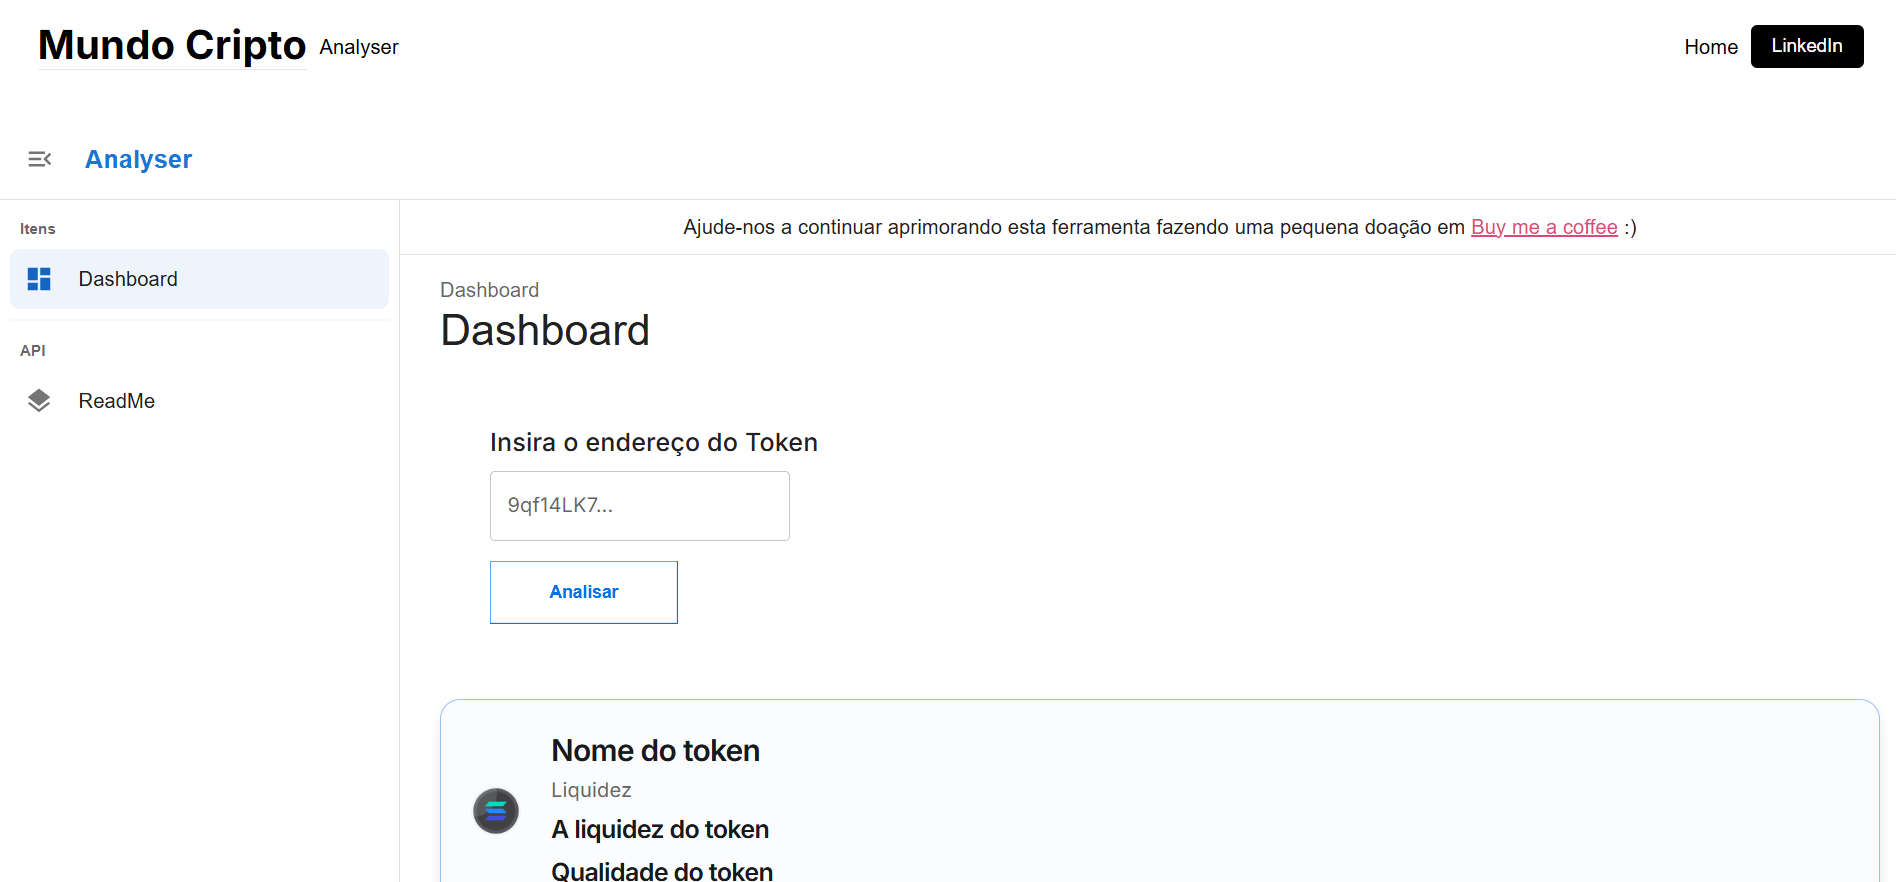 Mundo Cripto Analyser
Home LinkedIn
Analyser
Itens
Dashboard
API
ReadMe
Ajude-nos a continuar aprimorando esta ferramenta fazendo uma pequena doação em Buy me a coffee :)
Dashboard
Dashboard
Insira o endereço do Token
9qf14LK7...
Analisar
Nome do token
Liquidez
A liquidez do token
Qualidade do token